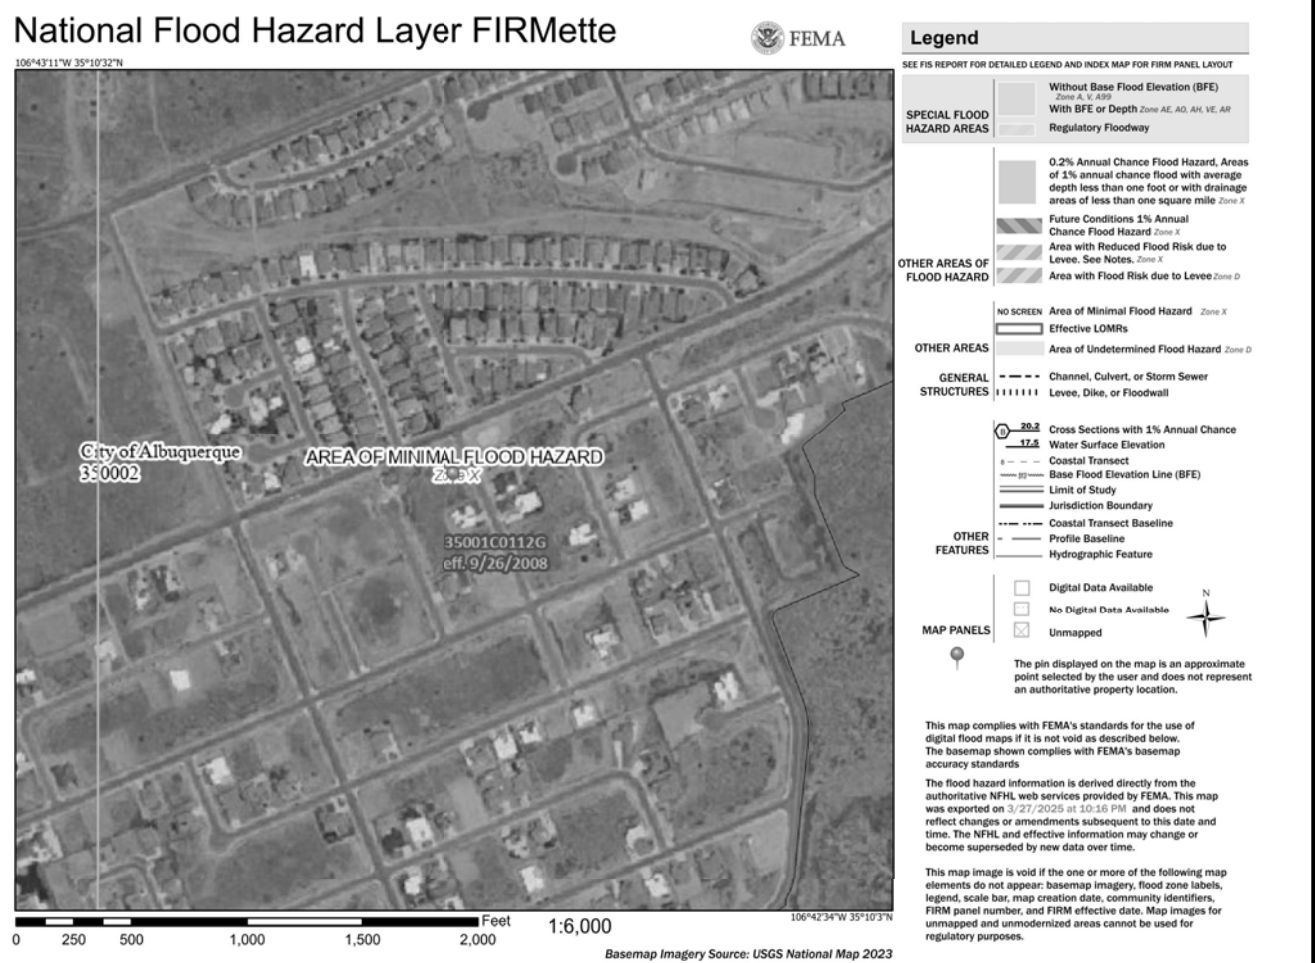 National Flood Hazard Layer FIRMette
FEMA
Legend
106°43'11"W 35°10'32"N
SEE FIS REPORT FOR DETAILED LEGEND AND INDEX MAP FOR FIRM PANEL LAYOUT
SPECIAL FLOOD
HAZARD AREAS
Without Base Flood Elevation (BFE)
Zone A, V, A99
With BFE or Depth Zone AE, AO, AH, VE, AR
Regulatory Floodway
0.2% Annual Chance Flood Hazard, Areas
of 1% annual chance flood with average
depth less than one foot or with drainage
areas of less than one square mile Zone X
Future Conditions 1% Annual
Chance Flood Hazard Zone X
Area with Reduced Flood Risk due to
Levee. See Notes. Zone X
Area with Flood Risk due to Levee Zone D
OTHER AREAS OF
FLOOD HAZARD
NO SCREEN Area of Minimal Flood Hazard Zone X
Effective LOMRs
OTHER AREAS
Area of Undetermined Flood Hazard Zone D
GENERAL
STRUCTURES
Channel, Culvert, or Storm Sewer
Levee, Dike, or Floodwall
B 20.2 Cross Sections with 1% Annual Chance
17.5 Water Surface Elevation
8 Coastal Transect
513 Base Flood Elevation Line (BFE)
Limit of Study
Jurisdiction Boundary
Coastal Transect Baseline
OTHER
FEATURES
Profile Baseline
Hydrographic Feature
Digital Data Available
No Digital Data Available
MAP PANELS
Unmapped
N
The pin displayed on the map is an approximate
point selected by the user and does not represent
an authoritative property location.
This map complies with FEMA's standards for the use of
digital flood maps if it is not void as described below.
The basemap shown complies with FEMA's basemap
accuracy standards
The flood hazard information is derived directly from the
authoritative NFHL web services provided by FEMA. This map
was exported on 3/27/2025 at 10:16 PM and does not
reflect changes or amendments subsequent to this date and
time. The NFHL and effective information may change or
become superseded by new data over time.
This map image is void if the one or more of the following map
elements do not appear: basemap imagery, flood zone labels,
legend, scale bar, map creation date, community identifiers,
FIRM panel number, and FIRM effective date. Map images for
unmapped and unmodernized areas cannot be used for
regulatory purposes.
City of Albuquerque
350002
AREA OF MINIMAL FLOOD HAZARD
Zone X
35001C0112G
eff. 9/26/2008
106°42'34"W 35°10'3"N
Feet
1:6,000
0 250 500 1,000 1,500 2,000
Basemap Imagery Source: USGS National Map 2023